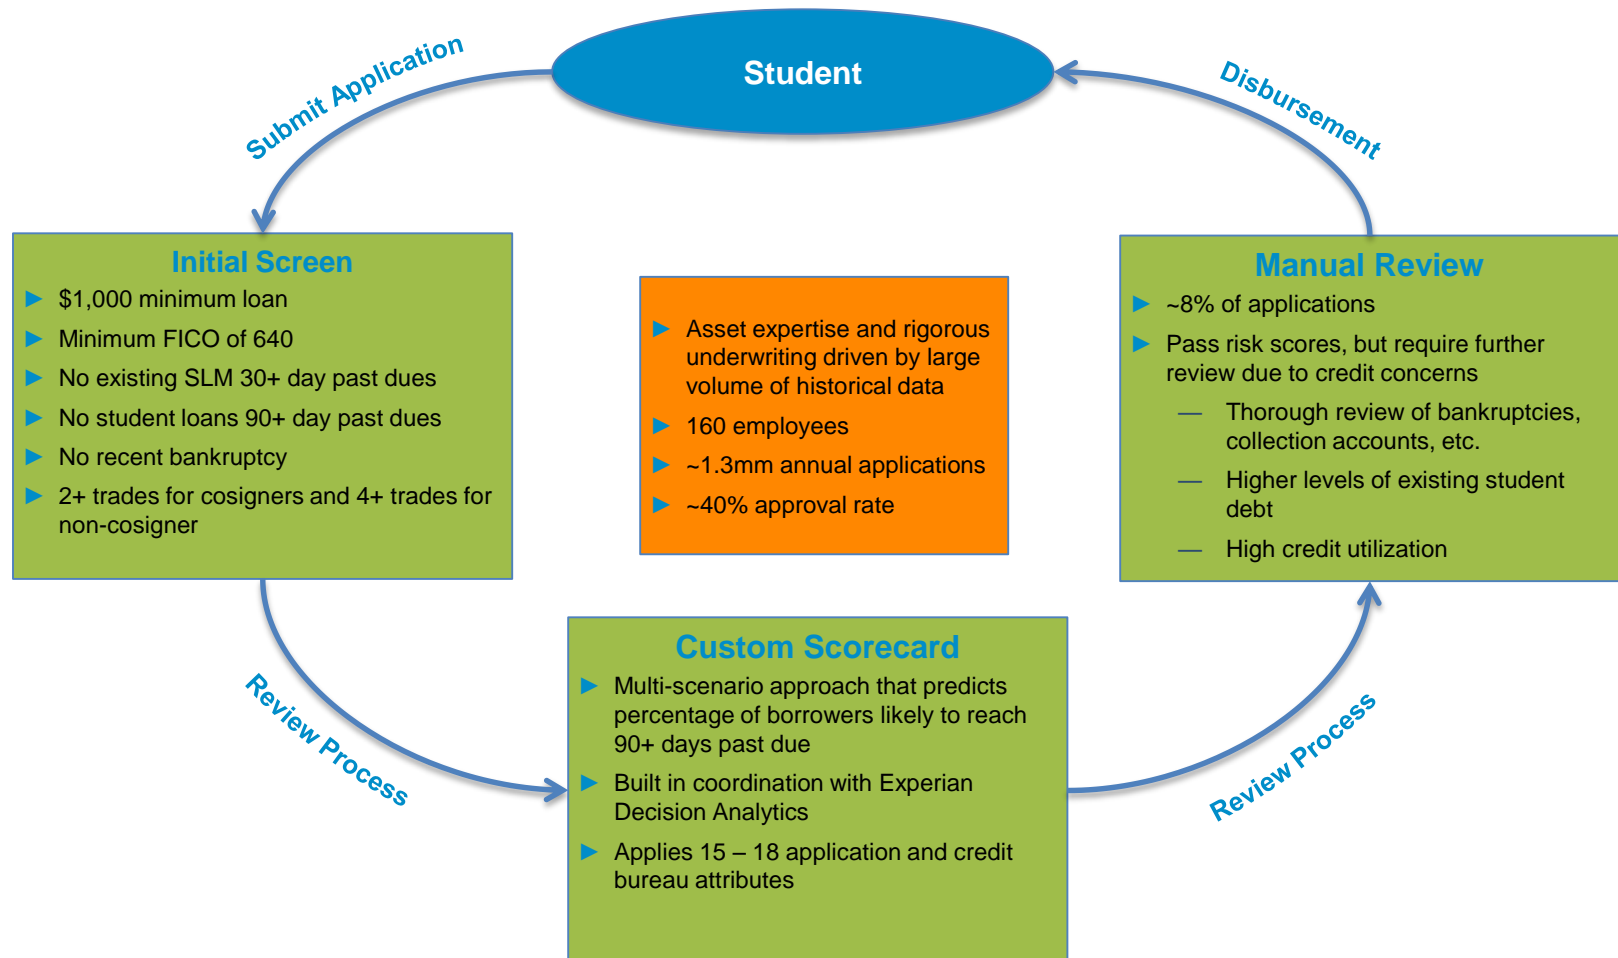 Student
Submit Application
Disbursement
Initial Screen
► $1,000 minimum loan
► Minimum FICO of 640
► No existing SLM 30+ day past dues
► No student loans 90+ day past dues
► No recent bankruptcy
► 2+ trades for cosigners and 4+ trades for
non-cosigner
► Asset expertise and rigorous
underwriting driven by large
volume of historical data
► 160 employees
► ~1.3mm annual applications
► ~40% approval rate
Manual Review
► ~8% of applications
► Pass risk scores, but require further
review due to credit concerns
— Thorough review of bankruptcies,
collection accounts, etc.
— Higher levels of existing student
debt
— High credit utilization
Review Process
Custom Scorecard
► Multi-scenario approach that predicts
percentage of borrowers likely to reach
90+ days past due
► Built in coordination with Experian
Decision Analytics
► Applies 15 – 18 application and credit
bureau attributes
Review Process